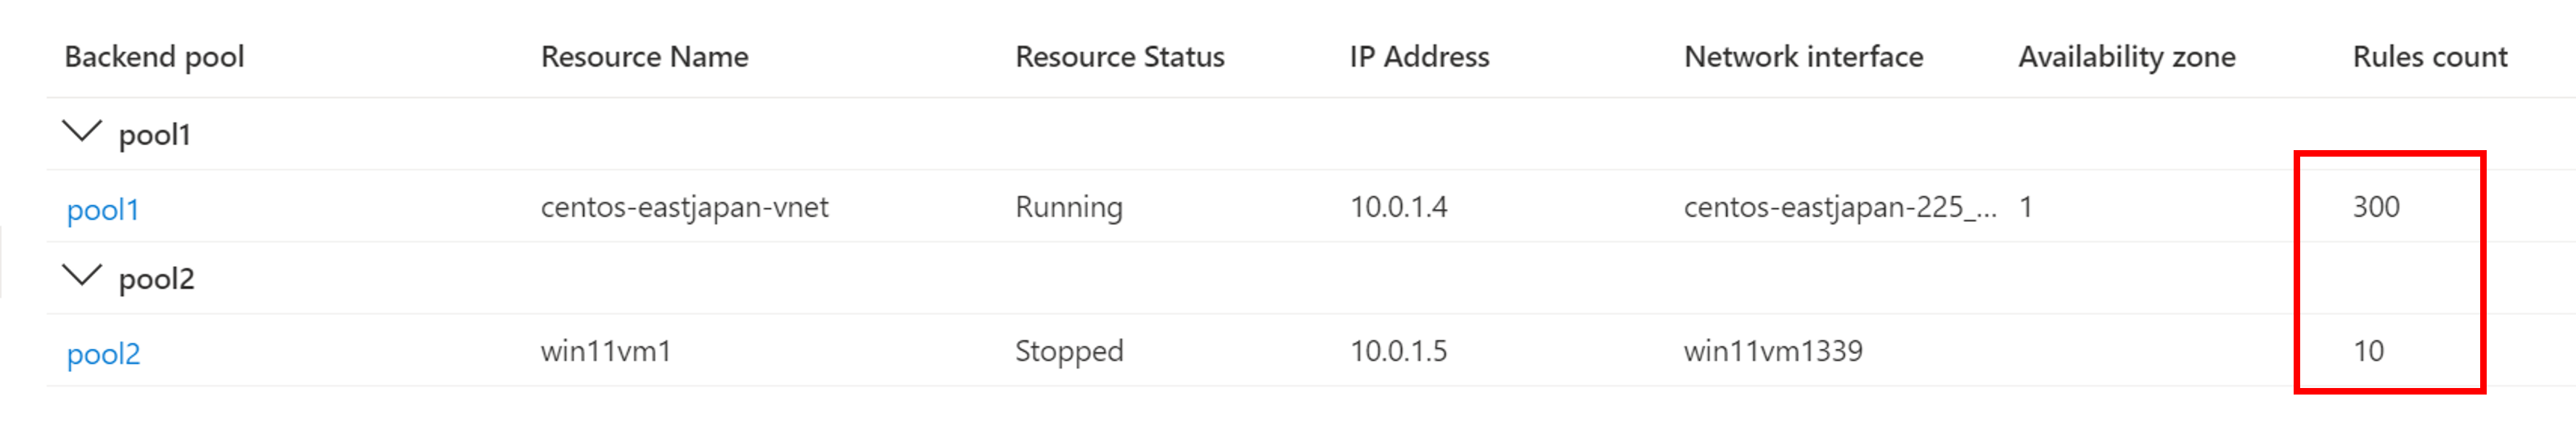 Backend pool Resource Name Resource Status IP Address Network interface Availability zone Rules count
pool1
pool1 centos-eastjapan-vnet Running 10.0.1.4 centos-eastjapan-225_... 1 300
pool2
pool2 win11vm1 Stopped 10.0.1.5 win11vm1339 10